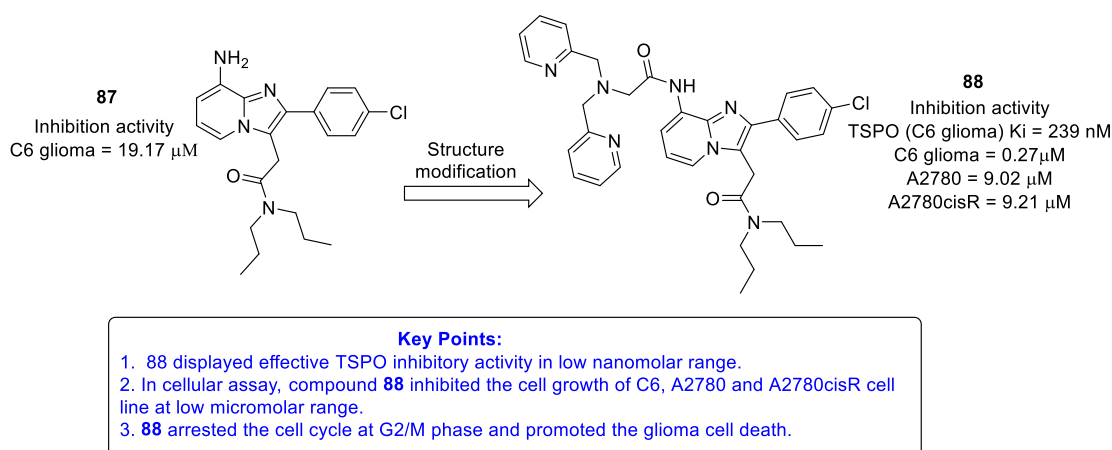 87
Inhibition activity
C6 glioma = 19.17 μM
NH2
N
N
Cl
O
N
Structure
modification
N
N
N
O
NH
N
N
Cl
O
N
88
Inhibition activity
TSPO (C6 glioma) Ki = 239 nM
C6 glioma = 0.27μM
A2780 = 9.02 μM
A2780cisR = 9.21 μM
Key Points:
1. 88 displayed effective TSPO inhibitory activity in low nanomolar range.
2. In cellular assay, compound 88 inhibited the cell growth of C6, A2780 and A2780cisR cell
line at low micromolar range.
3. 88 arrested the cell cycle at G2/M phase and promoted the glioma cell death.